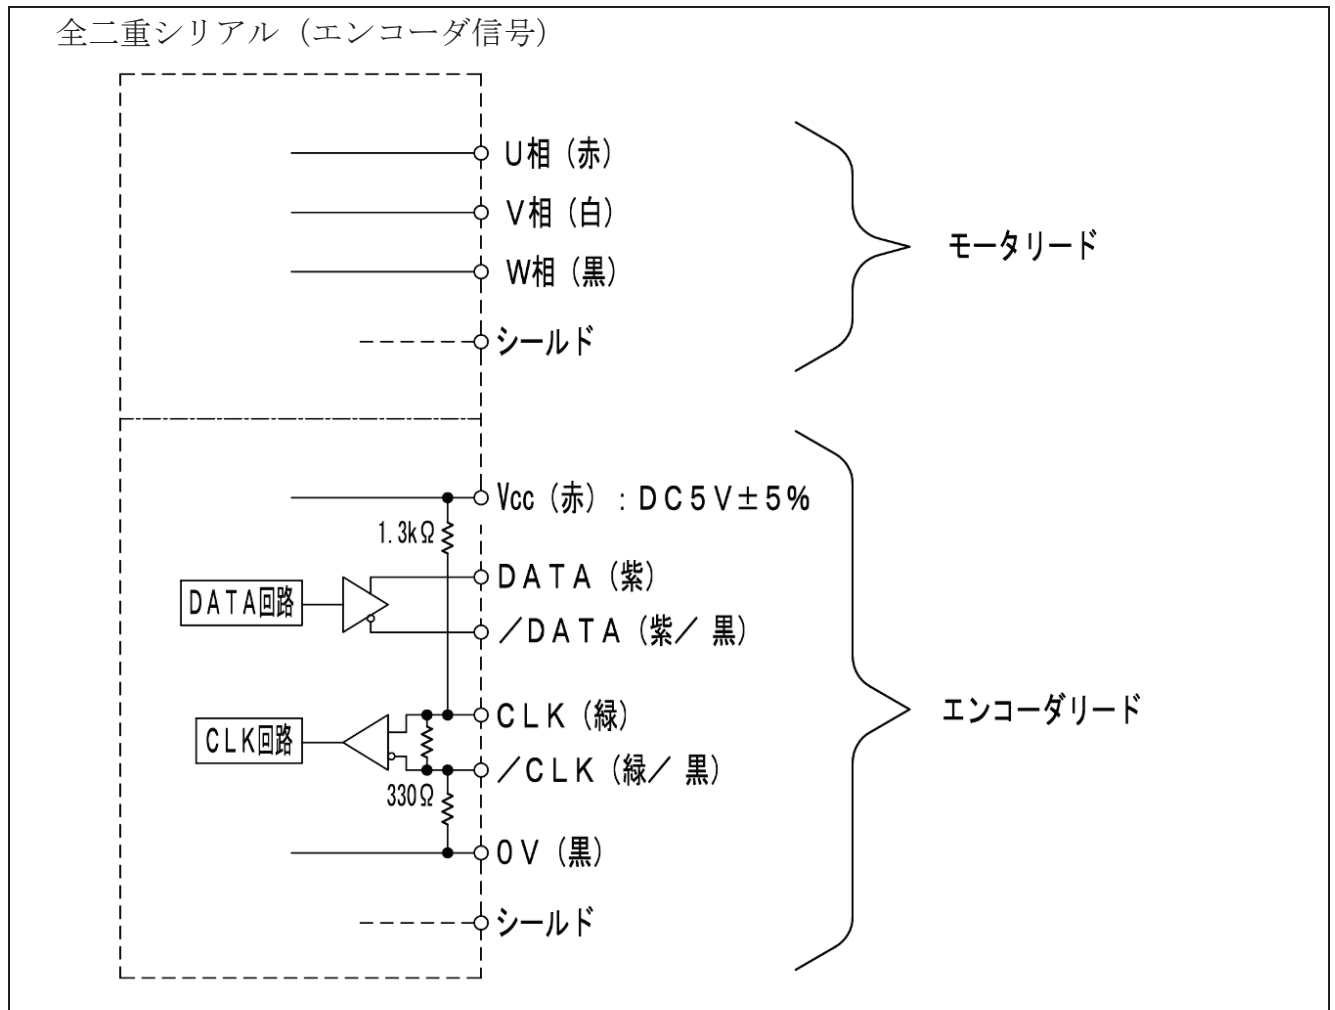 全二重シリアル（エンコーダ信号）
U相（赤）
V相（白）
W相（黒）
シールド
モータリード
Vcc（赤）：DC5V±5%
1.3kΩ
DATA回路
DATA（紫）
／DATA（紫／ 黒）
CLK回路
CLK（緑）
／CLK（緑／ 黒）
330Ω
0V（黒）
シールド
エンコーダリード